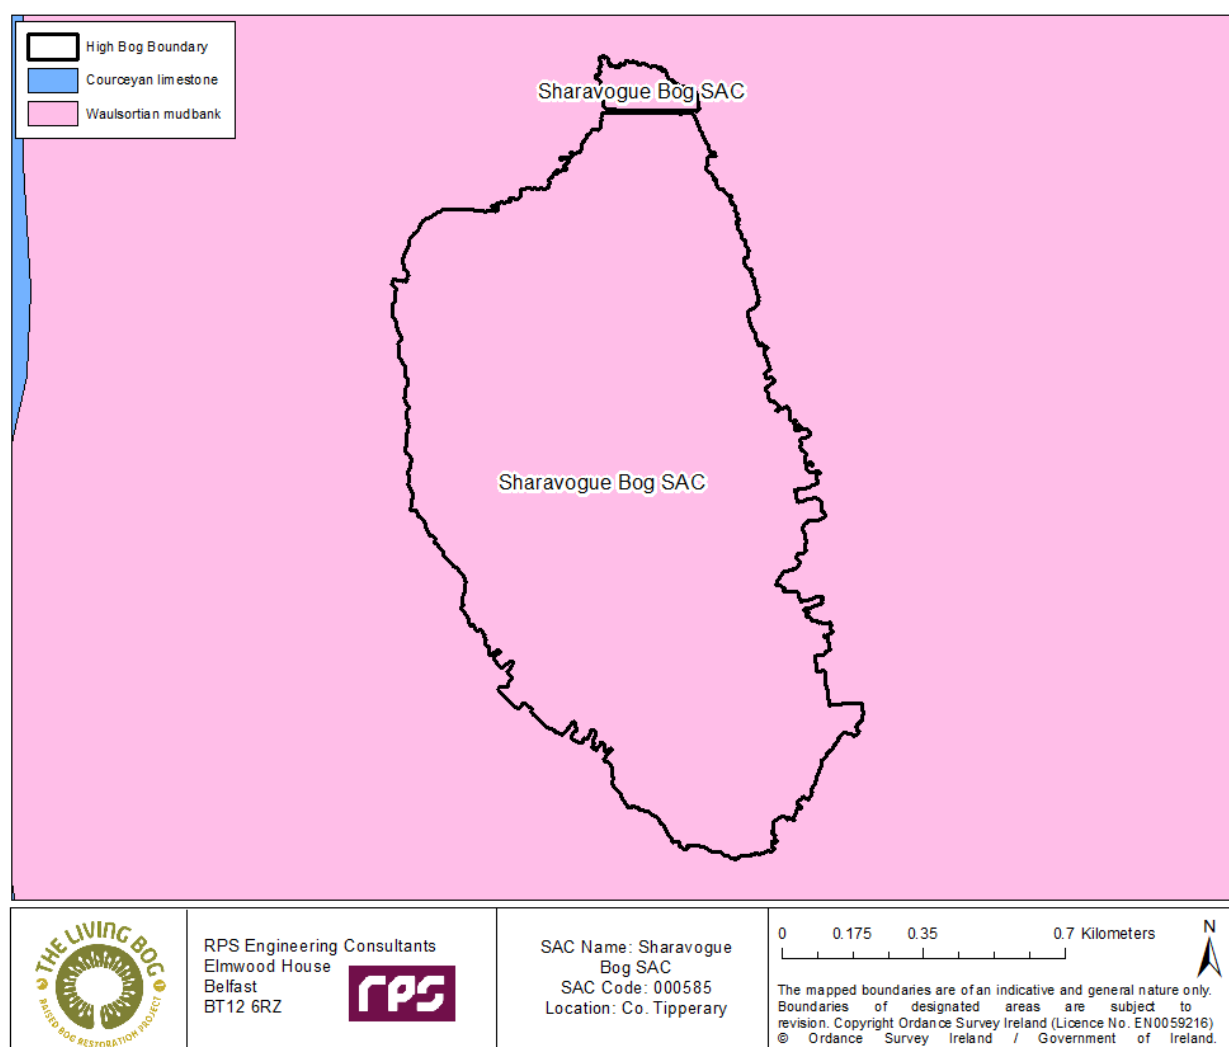 High Bog Boundary
Courceyan limestone
Waulsortian mudbank
Sharavogue Bog SAC
Sharavogue Bog SAC
THE LIVING BOG
RAISED BOG RESTORATION PROJECT
RPS Engineering Consultants
Elmwood House
Belfast
BT12 6RZ
rps
SAC Name: Sharavogue
Bog SAC
SAC Code: 000585
Location: Co. Tipperary
0 0.175 0.35 0.7 Kilometers
N
The mapped boundaries are of an indicative and general nature only.
Boundaries of designated areas are subject to
revision. Copyright Ordance Survey Ireland (Licence No. EN0059216)
© Ordance Survey Ireland / Government of Ireland.